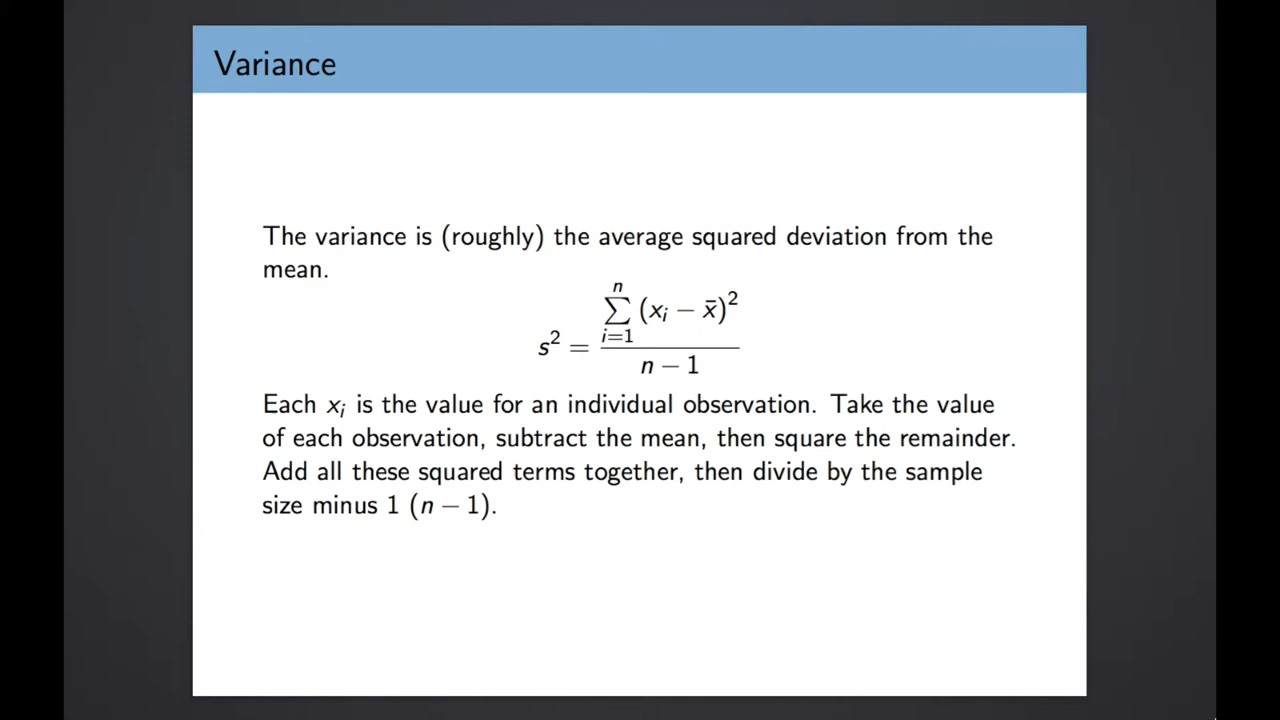 Variance
The variance is (roughly) the average squared deviation from the
mean.
s² = \frac{\sum_{i=1}^{n} (x_i − x̄)²}{n − 1}
Each x_i is the value for an individual observation. Take the value
of each observation, subtract the mean, then square the remainder.
Add all these squared terms together, then divide by the sample
size minus 1 (n − 1).